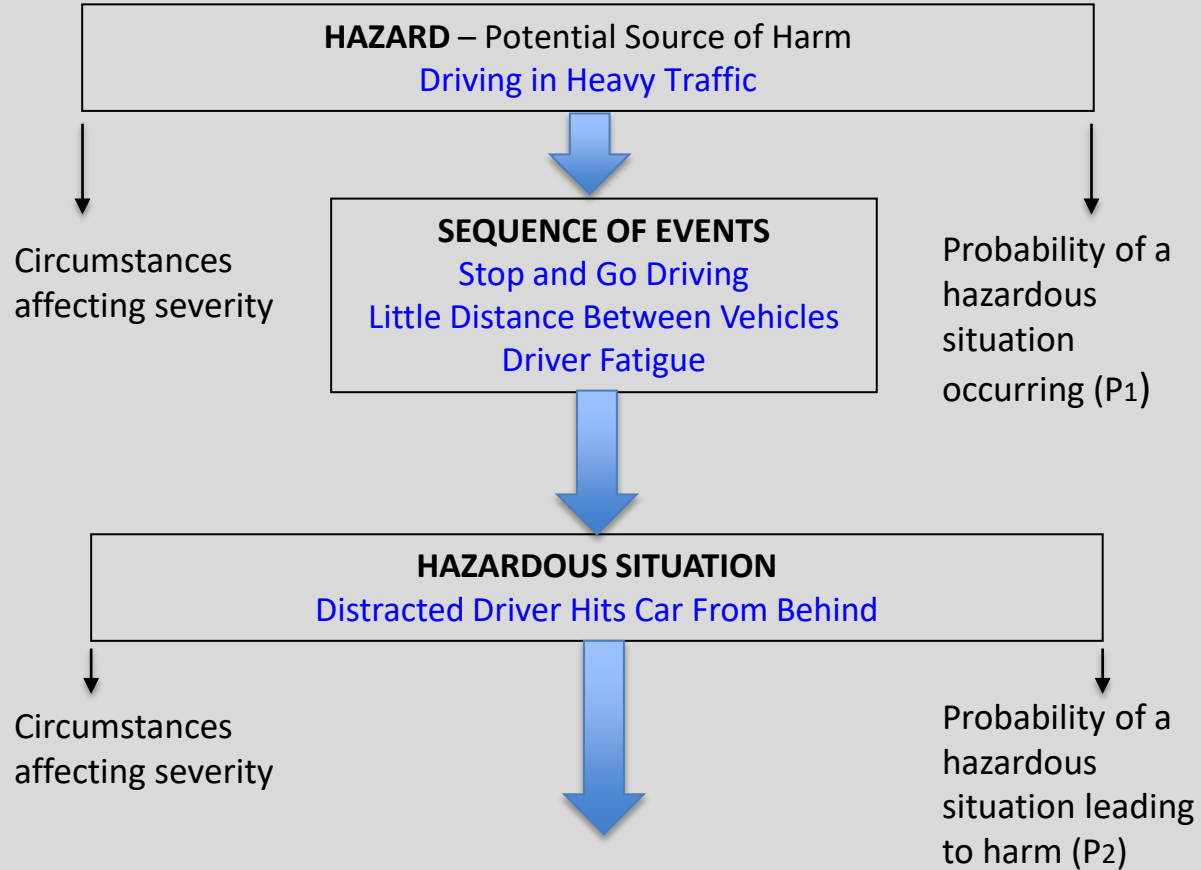 HAZARD – Potential Source of Harm
Driving in Heavy Traffic
SEQUENCE OF EVENTS
Stop and Go Driving
Little Distance Between Vehicles
Driver Fatigue
Circumstances
affecting severity
Probability of a
hazardous
situation
occurring (P1)
HAZARDOUS SITUATION
Distracted Driver Hits Car From Behind
Circumstances
affecting severity
Probability of a
hazardous
situation leading
to harm (P2)